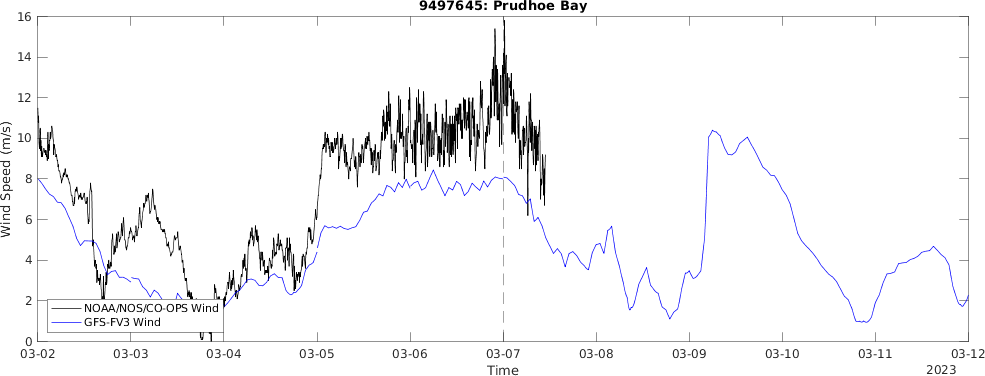 9497645: Prudhoe Bay
Wind Speed (m/s)
16
14
12
10
8
6
4
2
0
NOAA/NOS/CO-OPS Wind
GFS-FV3 Wind
03-02 03-03 03-04 03-05 03-06 03-07 03-08 03-09 03-10 03-11 03-12
Time
2023